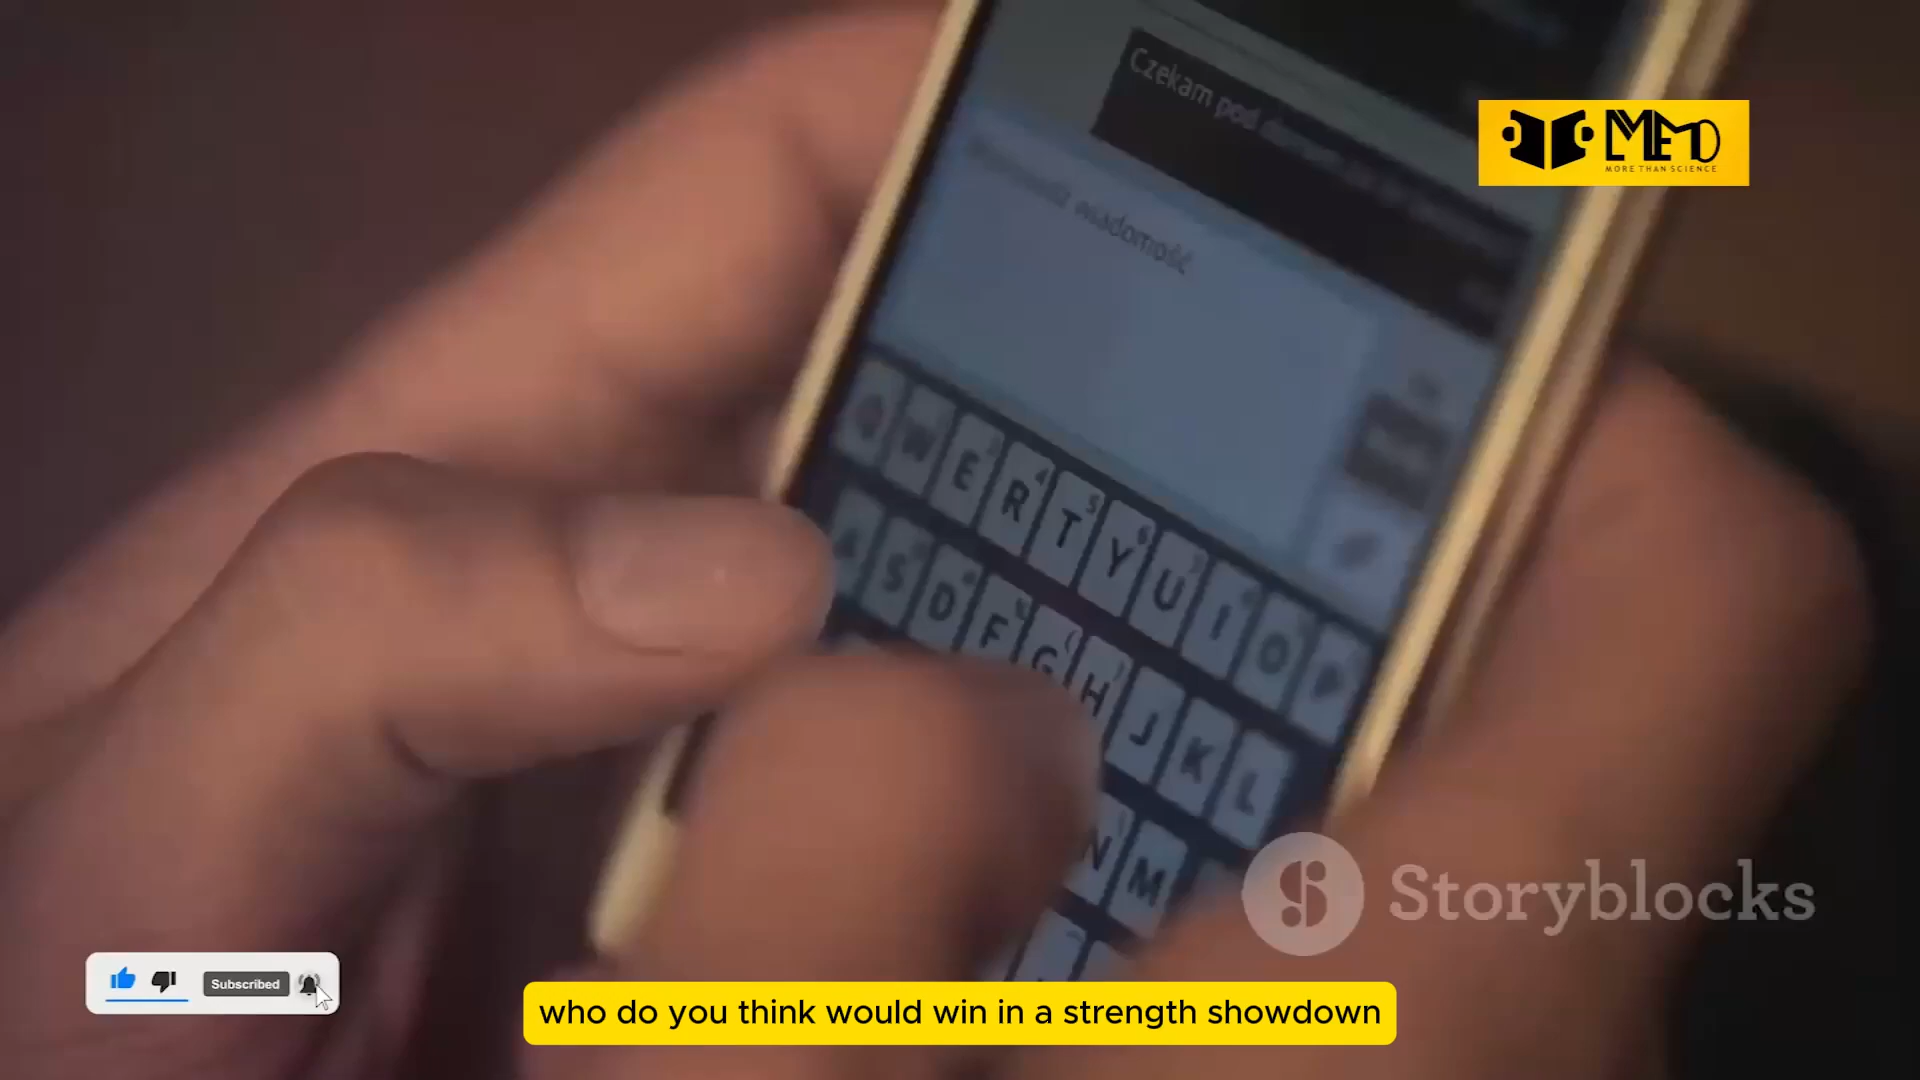 Czekam pod
wiadomość
MEMO
MORE THAN SCIENCE
Q W E R T Y U I O P
A S D F G H J K L
N M
Storyblocks
Subscribed
who do you think would win in a strength showdown